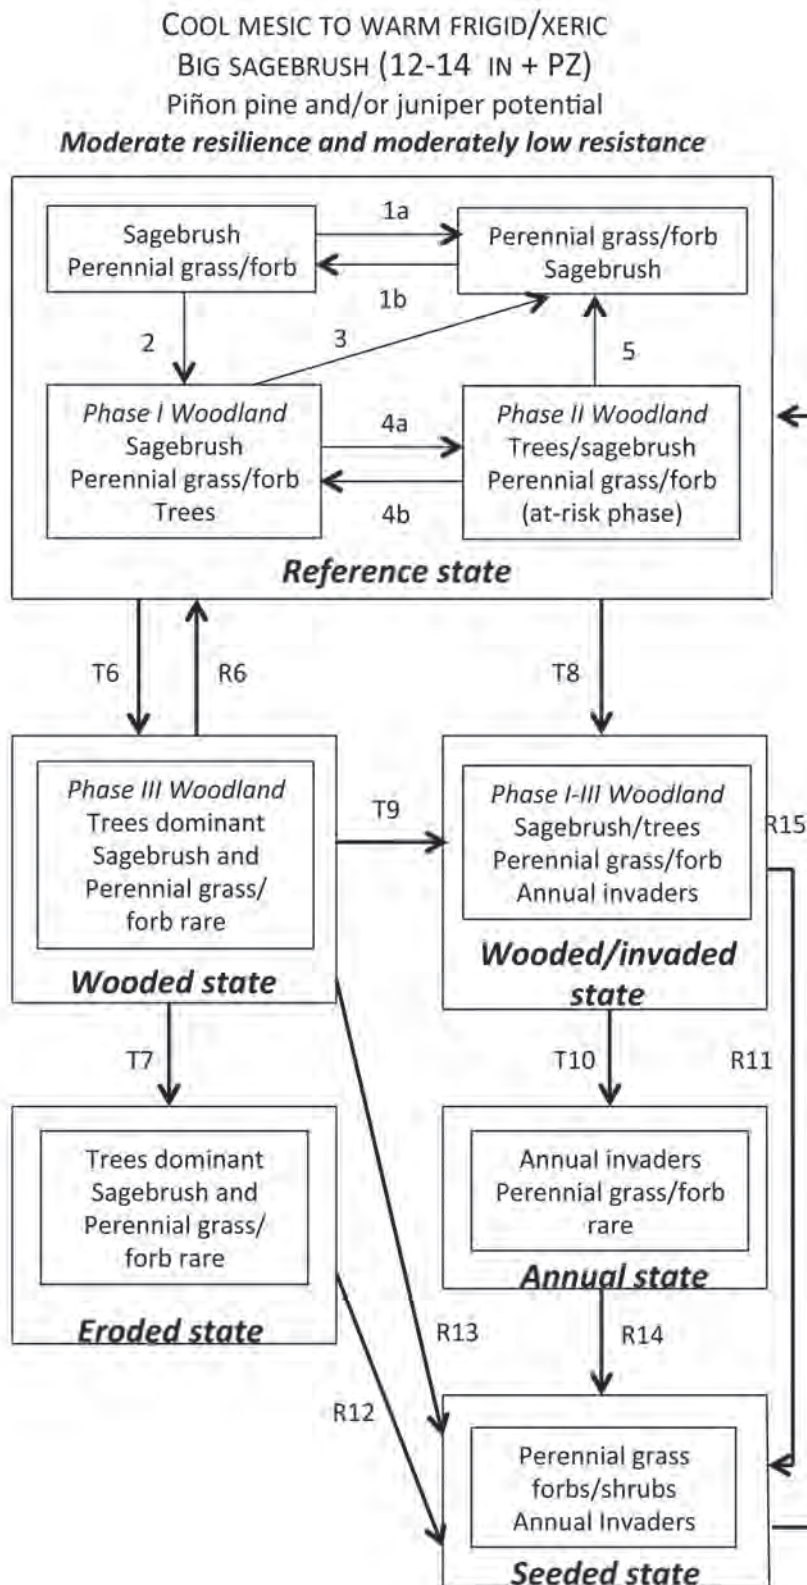 COOL MESIC TO WARM FRIGID/XERIC
BIG SAGEBRUSH (12-14 IN + PZ)
Piñon pine and/or juniper potential
Moderate resilience and moderately low resistance
1a
Sagebrush
Perennial grass/forb
Perennial grass/forb
Sagebrush
1b
2
3
5
Phase I Woodland
Sagebrush
Perennial grass/forb
Trees
4a
4b
Phase II Woodland
Trees/sagebrush
Perennial grass/forb
(at-risk phase)
Reference state
T6
R6
T8
Phase III Woodland
Trees dominant
Sagebrush and
Perennial grass/
forb rare
Wooded state
T9
Phase I-III Woodland
Sagebrush/trees
Perennial grass/forb
Annual invaders
Wooded/invaded
state
R15
T7
T10
R11
Trees dominant
Sagebrush and
Perennial grass/
forb rare
Eroded state
Annual invaders
Perennial grass/forb
rare
Annual state
R13
R14
R12
Perennial grass
forbs/shrubs
Annual Invaders
Seeded state